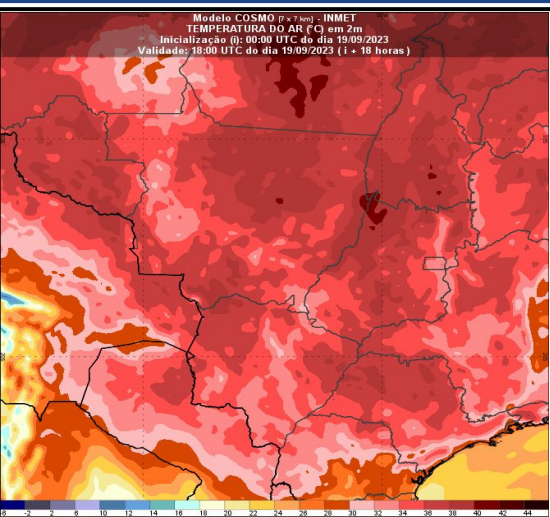 Modelo COSMO [7 x 7 km] - INMET
TEMPERATURA DO AR (°C) em 2m
Inicialização (i): 00:00 UTC do dia 19/09/2023
Validade: 18:00 UTC do dia 19/09/2023 ( i + 18 horas )
-6 -2 2 6 10 12 14 16 18 20 22 24 26 28 30 32 34 36 38 40 42 44